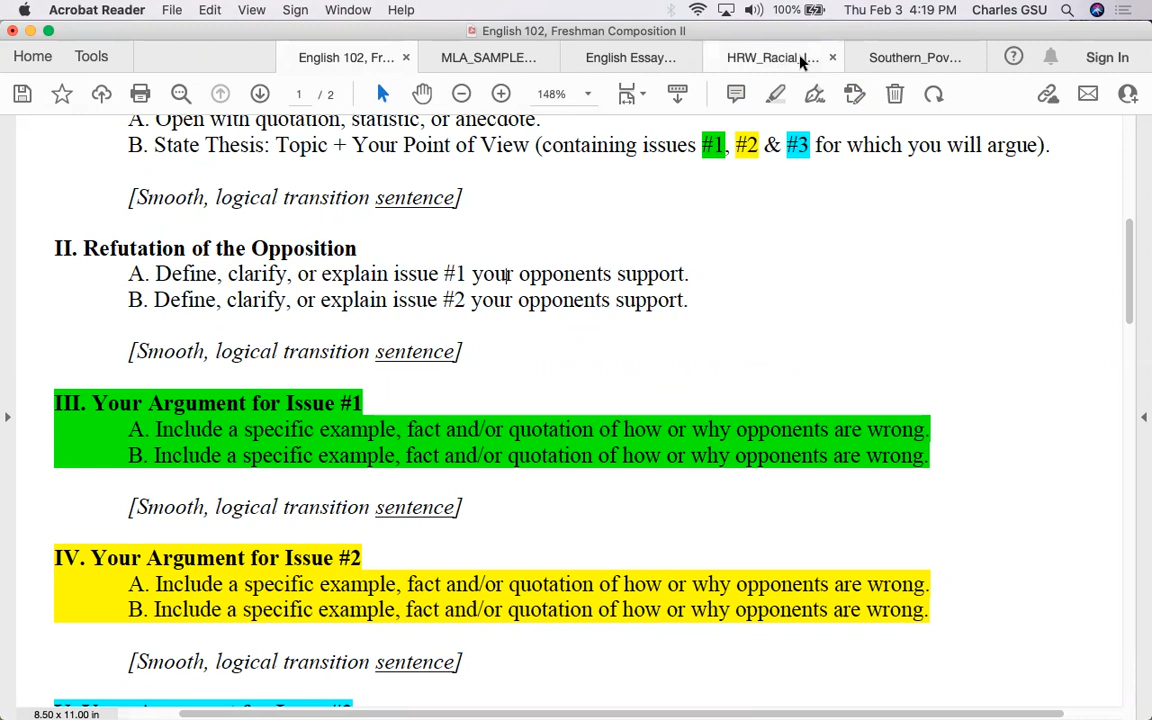 Acrobat Reader File Edit View Sign Window Help 100% Thu Feb 3 4:19 PM Charles GSU
English 102, Freshman Composition II
Home Tools English 102, Fr... × MLA_SAMPLE... English Essay... HRW_Racial_I... × Southern_Pov... Sign In
1 / 2 148%
A. Open with quotation, statistic, or anecdote.
B. State Thesis: Topic + Your Point of View (containing issues #1, #2 & #3 for which you will argue).
[Smooth, logical transition sentence]
II. Refutation of the Opposition
A. Define, clarify, or explain issue #1 your opponents support.
B. Define, clarify, or explain issue #2 your opponents support.
[Smooth, logical transition sentence]
III. Your Argument for Issue #1
A. Include a specific example, fact and/or quotation of how or why opponents are wrong.
B. Include a specific example, fact and/or quotation of how or why opponents are wrong.
[Smooth, logical transition sentence]
IV. Your Argument for Issue #2
A. Include a specific example, fact and/or quotation of how or why opponents are wrong.
B. Include a specific example, fact and/or quotation of how or why opponents are wrong.
[Smooth, logical transition sentence]
8.50 x 11.00 in